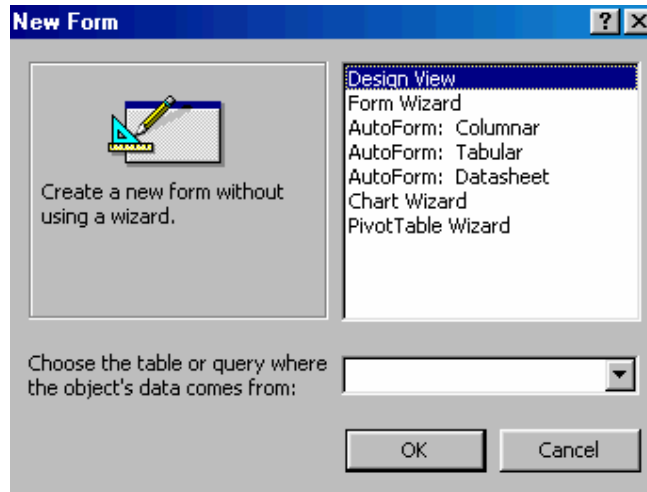 New Form
Design View
Form Wizard
AutoForm: Columnar
AutoForm: Tabular
AutoForm: Datasheet
Chart Wizard
PivotTable Wizard
Create a new form without
using a wizard.
Choose the table or query where
the object's data comes from:
OK
Cancel